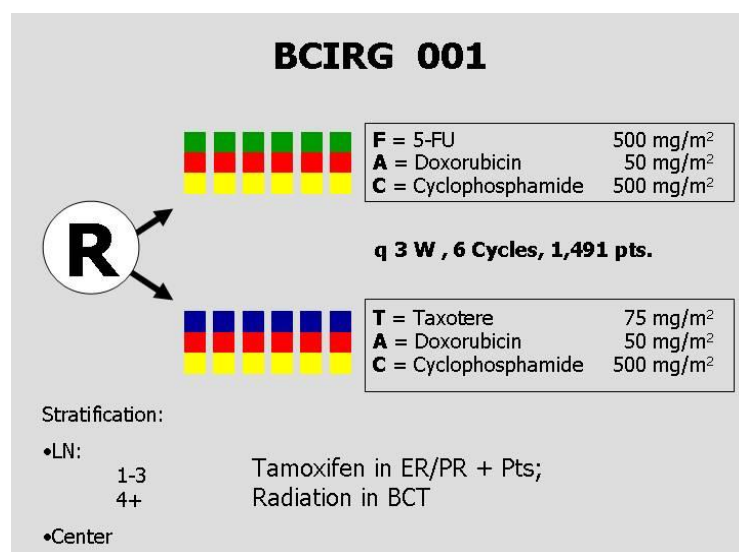 BCIRG 001
F = 5-FU 500 mg/m²
A = Doxorubicin 50 mg/m²
C = Cyclophosphamide 500 mg/m²
R
q 3 W , 6 Cycles, 1,491 pts.
T = Taxotere 75 mg/m²
A = Doxorubicin 50 mg/m²
C = Cyclophosphamide 500 mg/m²
Stratification:
•LN:
1-3
4+
Tamoxifen in ER/PR + Pts;
Radiation in BCT
•Center